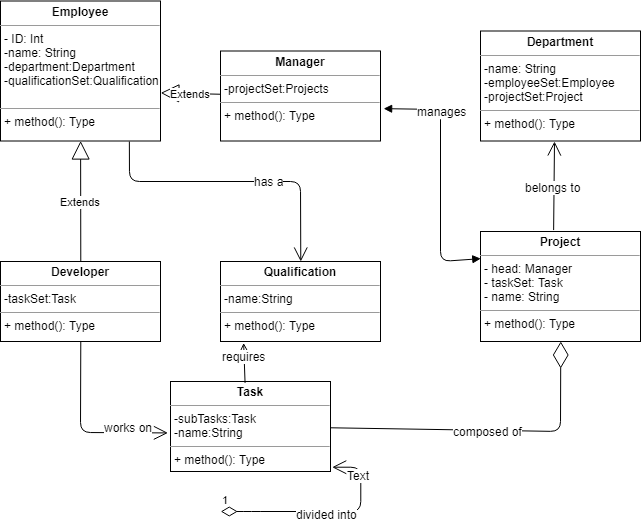 Employee
- ID: Int
-name: String
-department:Department
-qualificationSet:Qualification
+ method(): Type
Extends
Manager
-projectSet:Projects
+ method(): Type
manages
Department
-name: String
-employeeSet:Employee
-projectSet:Project
+ method(): Type
Extends
has a
belongs to
Developer
-taskSet:Task
+ method(): Type
Qualification
-name:String
+ method(): Type
Project
- head: Manager
- taskSet: Task
- name: String
+ method(): Type
requires
works on
Task
-subTasks:Task
-name:String
+ method(): Type
composed of
Text
1
divided into